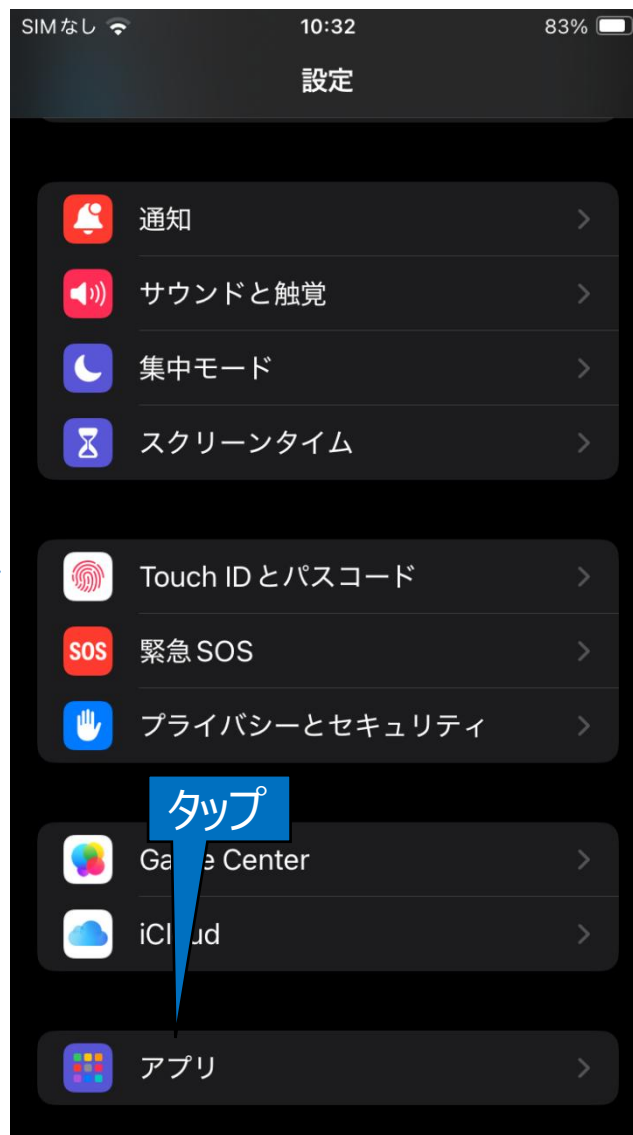 SIMなし 10:32 83%
設定
通知
サウンドと触覚
集中モード
スクリーンタイム
Touch IDとパスコード
SOS 緊急SOS
プライバシーとセキュリティ
タップ
Ga e Center
iCl ud
アプリ